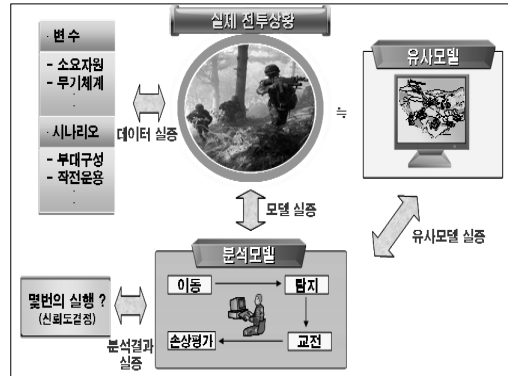 실제 전투상황
· 변 수
- 소요자원
- 무기체계
·
· 시나리오
- 부대구성
- 작전운용
·
·
데이터 실증
≒
유사모델
모델 실증
유사모델 실증
분석모델
이동
탐지
손상평가
교전
몇번의 실행 ?
(신뢰도결정)
분석결과
실증